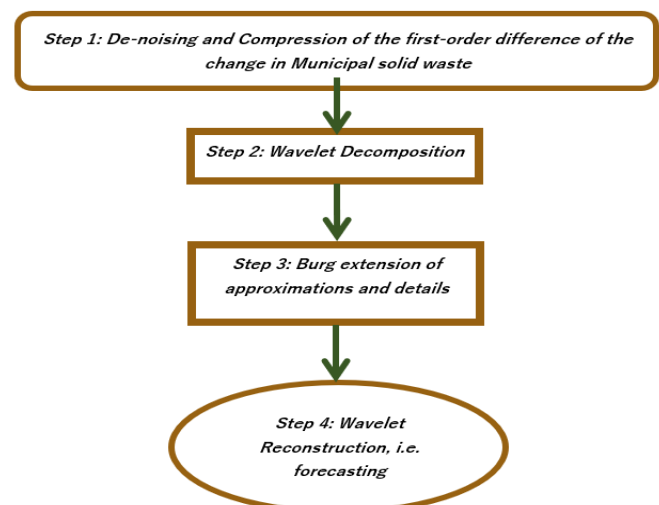 Step 1: De-noising and Compression of the first-order difference of the
change in Municipal solid waste
Step 2: Wavelet Decomposition
Step 3: Burg extension of
approximations and details
Step 4: Wavelet
Reconstruction, i.e.
forecasting